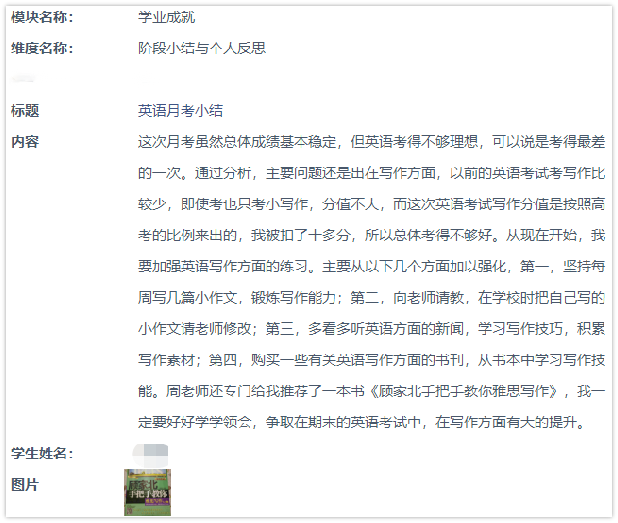 模块名称： 学业成就
维度名称： 阶段小结与个人反思
标题 英语月考小结
内容 这次月考虽然总体成绩基本稳定，但英语考得不够理想，可以说是考得最差
的一次。通过分析，主要问题还是出在写作方面，以前的英语考试考写作比
较少，即使考也只考小写作，分值不大，而这次英语考试写作分值是按照高
考的比例来出的，我被扣了十多分，所以总体考得不够好。从现在开始，我
要加强英语写作方面的练习。主要从以下几个方面加以强化，第一，坚持每
周写几篇小作文，锻炼写作能力；第二，向老师请教，在学校时把自己写的
小作文请老师修改；第三，多看多听英语方面的新闻，学习写作技巧，积累
写作素材；第四，购买一些有关英语写作方面的书刊，从书本中学习写作技
能。周老师还专门给我推荐了一本书《顾家北手把手教你雅思写作》，我一
定要好好学学领会，争取在期末的英语考试中，在写作方面有大的提升。
学生姓名：
图片
顾家北
手把手教你